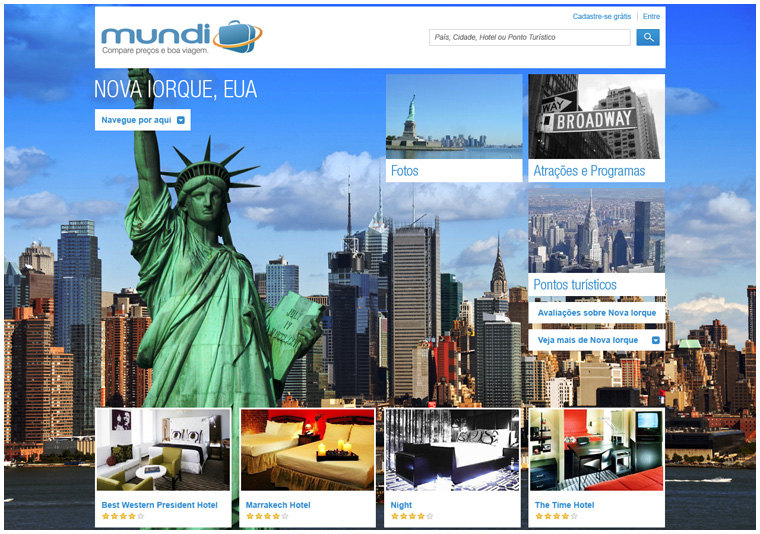 Cadastre-se grátis | Entre
mundi
Compare preços e boa viagem.
País, Cidade, Hotel ou Ponto Turístico
NOVA IORQUE, EUA
Navegue por aqui
WAY
BROADWAY
Fotos
Atrações e Programas
Pontos turísticos
JULY
Avaliações sobre Nova Iorque
Veja mais de Nova Iorque
Best Western President Hotel
Marrakech Hotel
Night
The Time Hotel